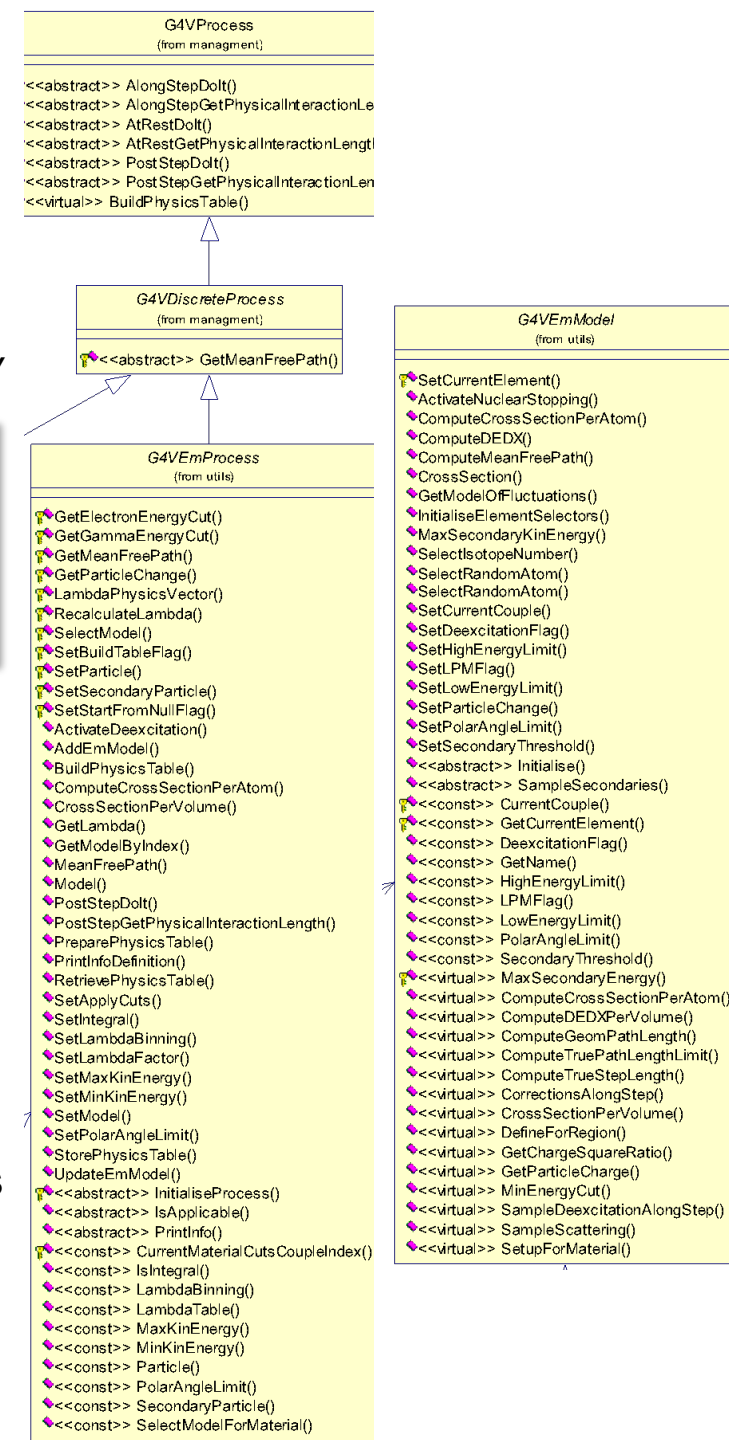 G4VProcess
(from managment)
<<abstract>> AlongStepDoIt()
<<abstract>> AlongStepGetPhysicalInteractionLe
<<abstract>> AtRestDoIt()
<<abstract>> AtRestGetPhysicalInteractionLengt
<<abstract>> PostStepDoIt()
<<abstract>> PostStepGetPhysicalInteractionLen
<<virtual>> BuildPhysicsTable()
G4VDiscreteProcess
(from managment)
<<abstract>> GetMeanFreePath()
G4VEmProcess
(from utils)
GetElectronEnergyCut()
GetGammaEnergyCut()
GetMeanFreePath()
GetParticleChange()
LambdaPhysicsVector()
RecalculateLambda()
SelectModel()
SetBuildTableFlag()
SetParticle()
SetSecondaryParticle()
SetStartFromNullFlag()
ActivateDeexcitation()
AddEmModel()
BuildPhysicsTable()
ComputeCrossSectionPerAtom()
CrossSectionPerVolume()
GetLambda()
GetModelByIndex()
MeanFreePath()
Model()
PostStepDoIt()
PostStepGetPhysicalInteractionLength()
PreparePhysicsTable()
PrintInfoDefinition()
RetrievePhysicsTable()
SetApplyCuts()
SetIntegral()
SetLambdaBinning()
SetLambdaFactor()
SetMaxKinEnergy()
SetMinKinEnergy()
SetModel()
SetPolarAngleLimit()
StorePhysicsTable()
UpdateEmModel()
<<abstract>> InitialiseProcess()
<<abstract>> IsApplicable()
<<abstract>> PrintInfo()
<<const>> CurrentMaterialCutsCoupleIndex()
<<const>> IsIntegral()
<<const>> LambdaBinning()
<<const>> LambdaTable()
<<const>> MaxKinEnergy()
<<const>> MinKinEnergy()
<<const>> Particle()
<<const>> PolarAngleLimit()
<<const>> SecondaryParticle()
<<const>> SelectModelForMaterial()
G4VEmModel
(from utils)
SetCurrentElement()
ActivateNuclearStopping()
ComputeCrossSectionPerAtom()
ComputeDEDX()
ComputeMeanFreePath()
CrossSection()
GetModelOfFluctuations()
InitialiseElementSelectors()
MaxSecondaryKinEnergy()
SelectIsotopeNumber()
SelectRandomAtom()
SelectRandomAtom()
SetCurrentCouple()
SetDeexcitationFlag()
SetHighEnergyLimit()
SetLPMFlag()
SetLowEnergyLimit()
SetParticleChange()
SetPolarAngleLimit()
SetSecondaryThreshold()
<<abstract>> Initialise()
<<abstract>> SampleSecondaries()
<<const>> CurrentCouple()
<<const>> GetCurrentElement()
<<const>> DeexcitationFlag()
<<const>> GetName()
<<const>> HighEnergyLimit()
<<const>> LPMFlag()
<<const>> LowEnergyLimit()
<<const>> PolarAngleLimit()
<<const>> SecondaryThreshold()
<<virtual>> MaxSecondaryEnergy()
<<virtual>> ComputeCrossSectionPerAtom()
<<virtual>> ComputeDEDXPerVolume()
<<virtual>> ComputeGeomPathLength()
<<virtual>> ComputeTruePathLengthLimit()
<<virtual>> ComputeTrueStepLength()
<<virtual>> CorrectionsAlongStep()
<<virtual>> CrossSectionPerVolume()
<<virtual>> DefineForRegion()
<<virtual>> GetChargeSquareRatio()
<<virtual>> GetParticleCharge()
<<virtual>> MinEnergyCut()
<<virtual>> SampleDeexcitationAlongStep()
<<virtual>> SampleScattering()
<<virtual>> SetupForMaterial()